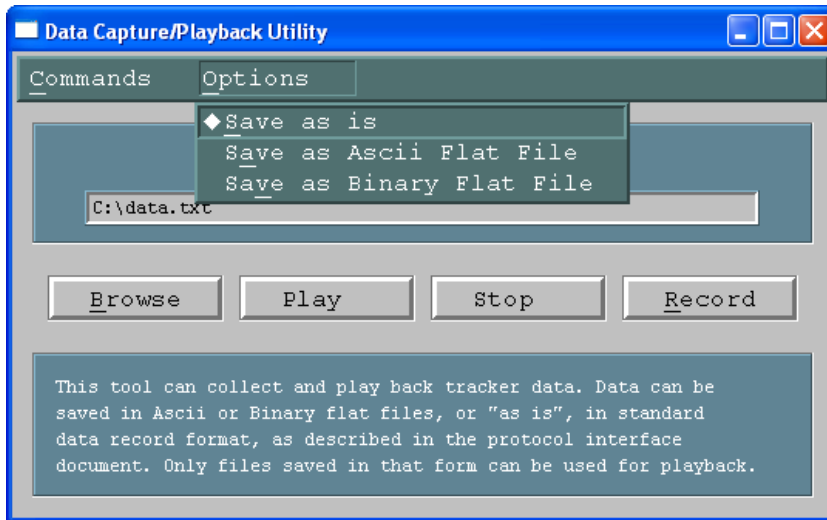 Data Capture/Playback Utility
Commands Options
Save as is
Save as Ascii Flat File
Save as Binary Flat File
C:\data.txt
Browse Play Stop Record
This tool can collect and play back tracker data. Data can be
saved in Ascii or Binary flat files, or "as is", in standard
data record format, as described in the protocol interface
document. Only files saved in that form can be used for playback.